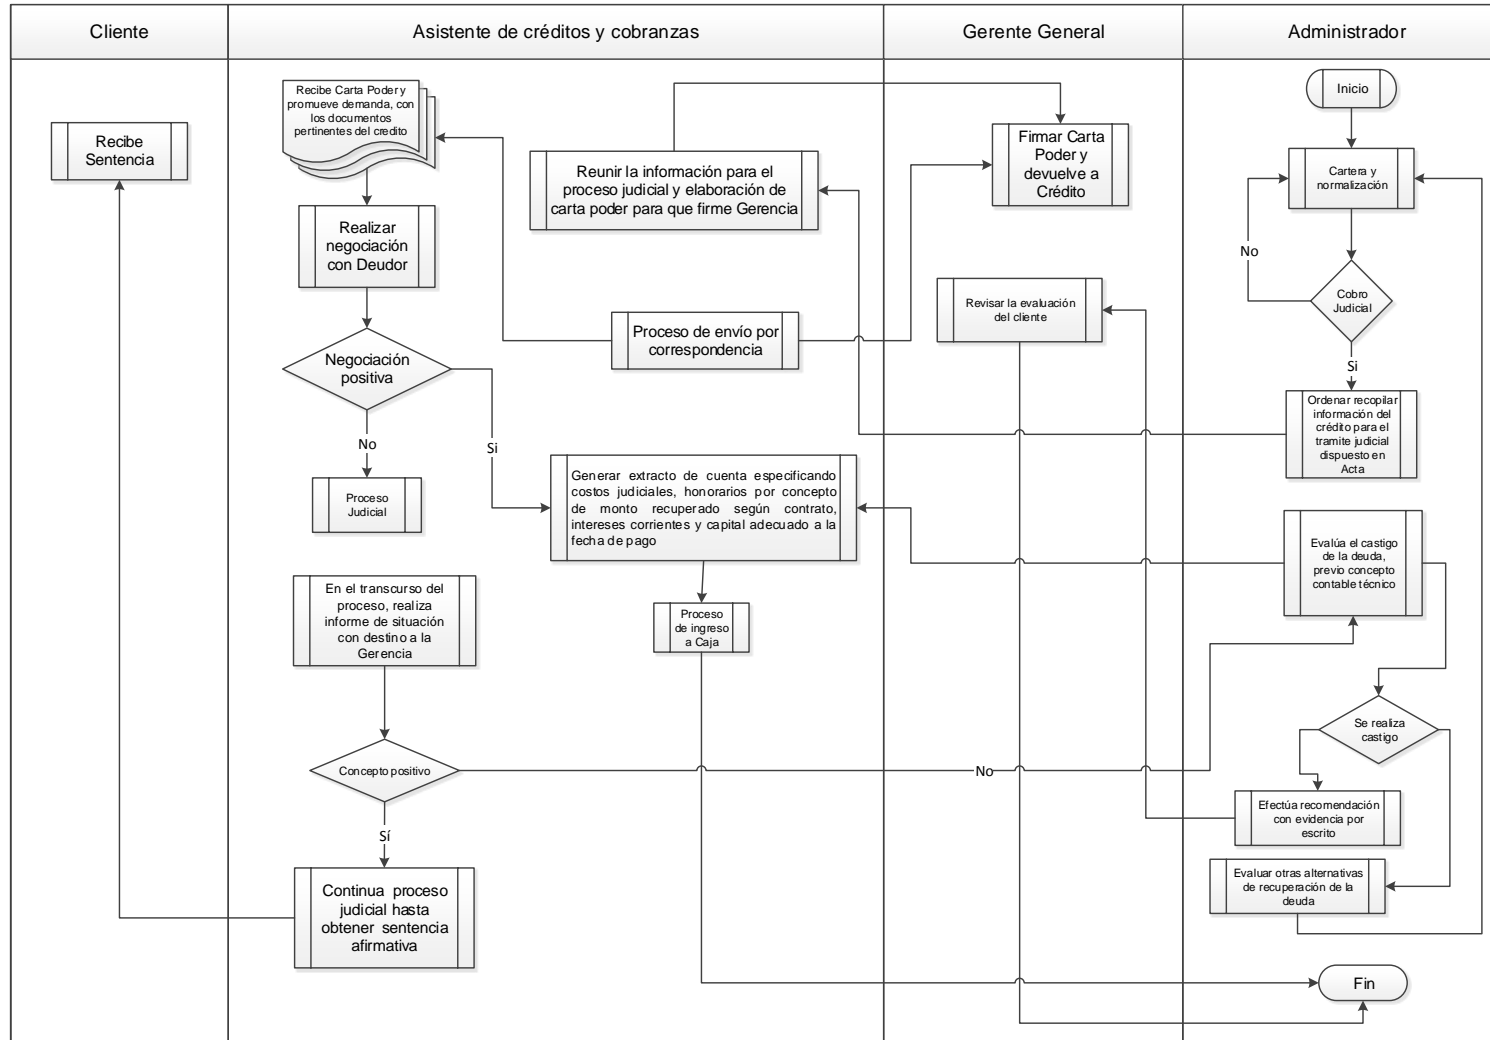 Cliente
Asistente de créditos y cobranzas
Gerente General
Administrador
Recibe
Sentencia
Recibe Carta Poder y
promueve demanda, con
los documentos
pertinentes del credito
Realizar
negociación
con Deudor
Negociación
positiva
No
Si
Proceso
Judicial
En el transcurso del
proceso, realiza
informe de situación
con destino a la
Gerencia
Concepto positivo
No
Sí
Continua proceso
judicial hasta
obtener sentencia
afirmativa
Reunir la información para el
proceso judicial y elaboración de
carta poder para que firme Gerencia
Proceso de envío por
correspondencia
Generar extracto de cuenta especificando
costos judiciales, honorarios por concepto
de monto recuperado según contrato,
intereses corrientes y capital adecuado a la
fecha de pago
Proceso
de ingreso
a Caja
Firmar Carta
Poder y
devuelve a
Crédito
Revisar la evaluación
del cliente
Inicio
Cartera y
normalización
No
Cobro
Judicial
Si
Ordenar recopilar
información del
crédito para el
tramite judicial
dispuesto en
Acta
Evalúa el castigo
de la deuda,
previo concepto
contable técnico
Se realiza
castigo
Efectúa recomendación
con evidencia por
escrito
Evaluar otras alternativas
de recuperación de la
deuda
Fin